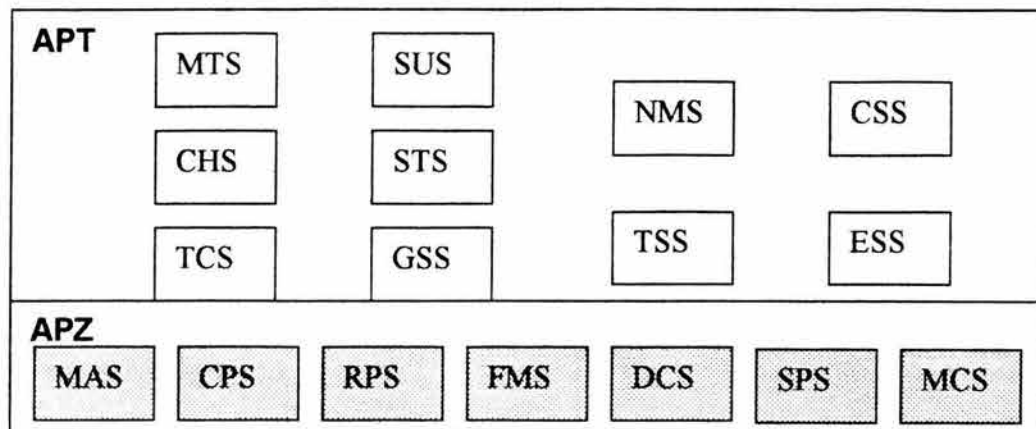 APT
MTS SUS
NMS CSS
CHS STS
TSS ESS
TCS GSS
APZ
MAS CPS RPS FMS DCS SPS MCS